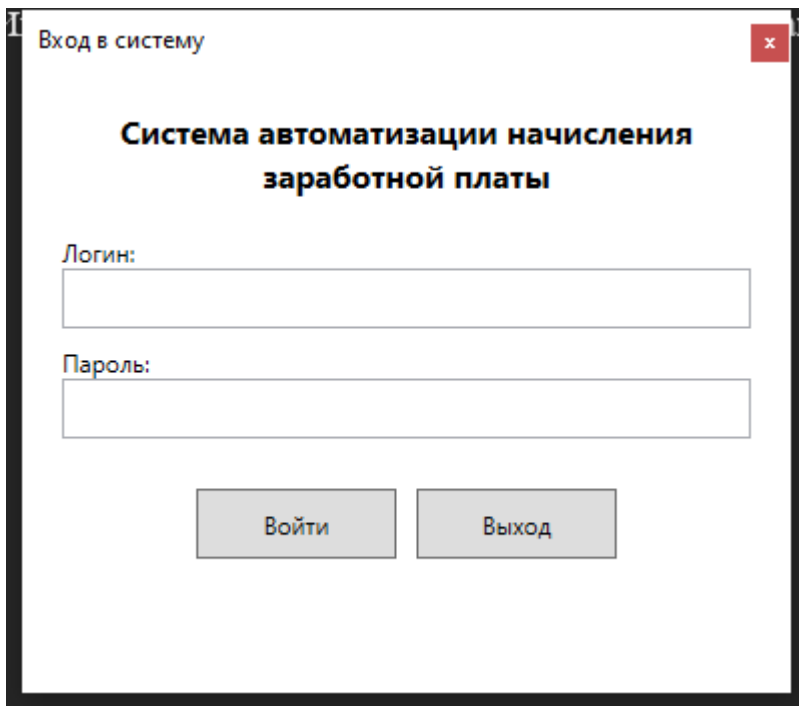 Вход в систему
x
Система автоматизации начисления
заработной платы
Логин:
Пароль:
Войти
Выход